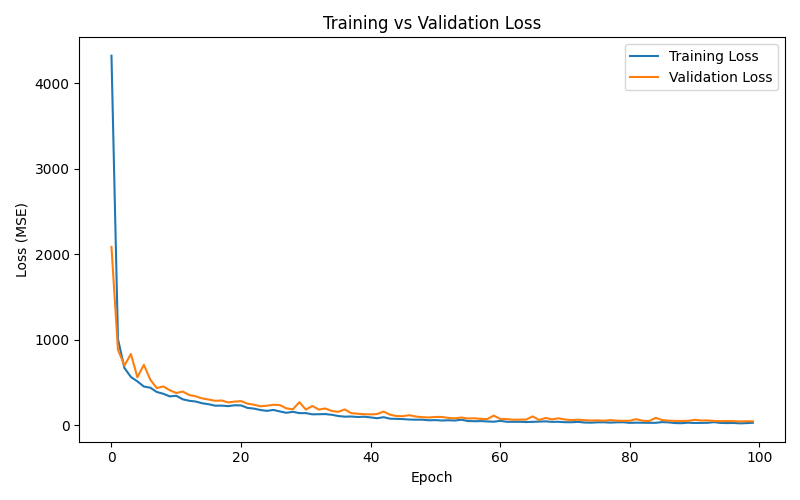 Training vs Validation Loss
Training Loss
Validation Loss
Loss (MSE)
4000
3000
2000
1000
0
0 20 40 60 80 100
Epoch